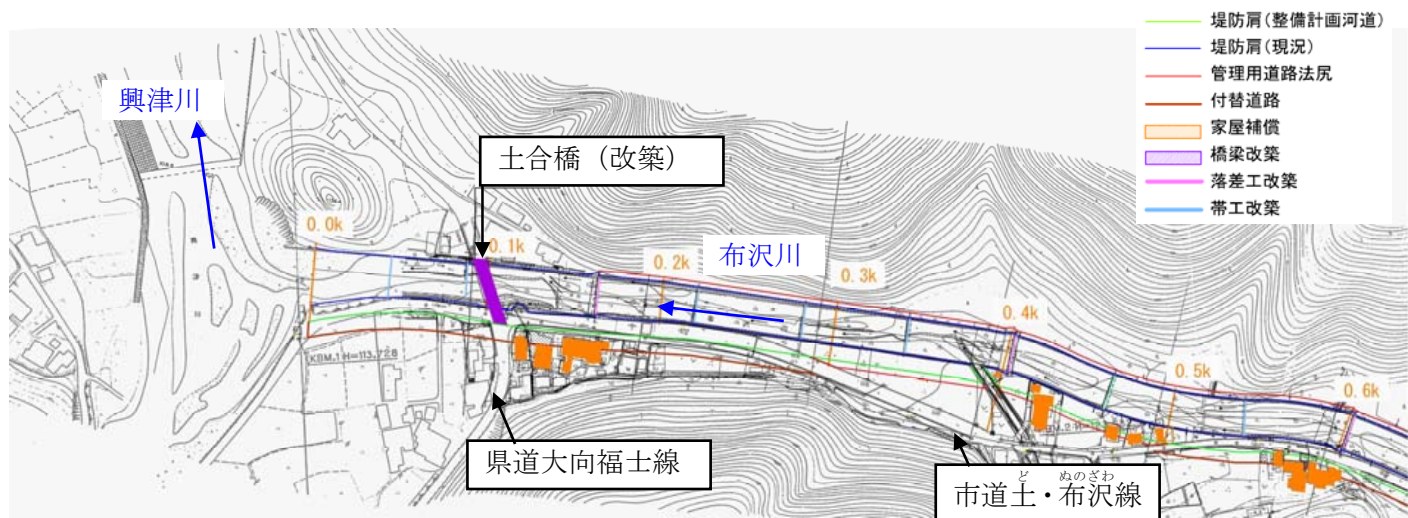 堤防肩(整備計画河道)
堤防肩(現況)
管理用道路法尻
付替道路
家屋補償
橋梁改築
落差工改築
帯工改築
興津川
土合橋（改築）
布沢川
0.0k
0.1k
0.2k
0.3k
0.4k
0.5k
0.6k
KBM.1 H=113.728
県道大向福士線
市道土・布沢線
ど ぬのざわ